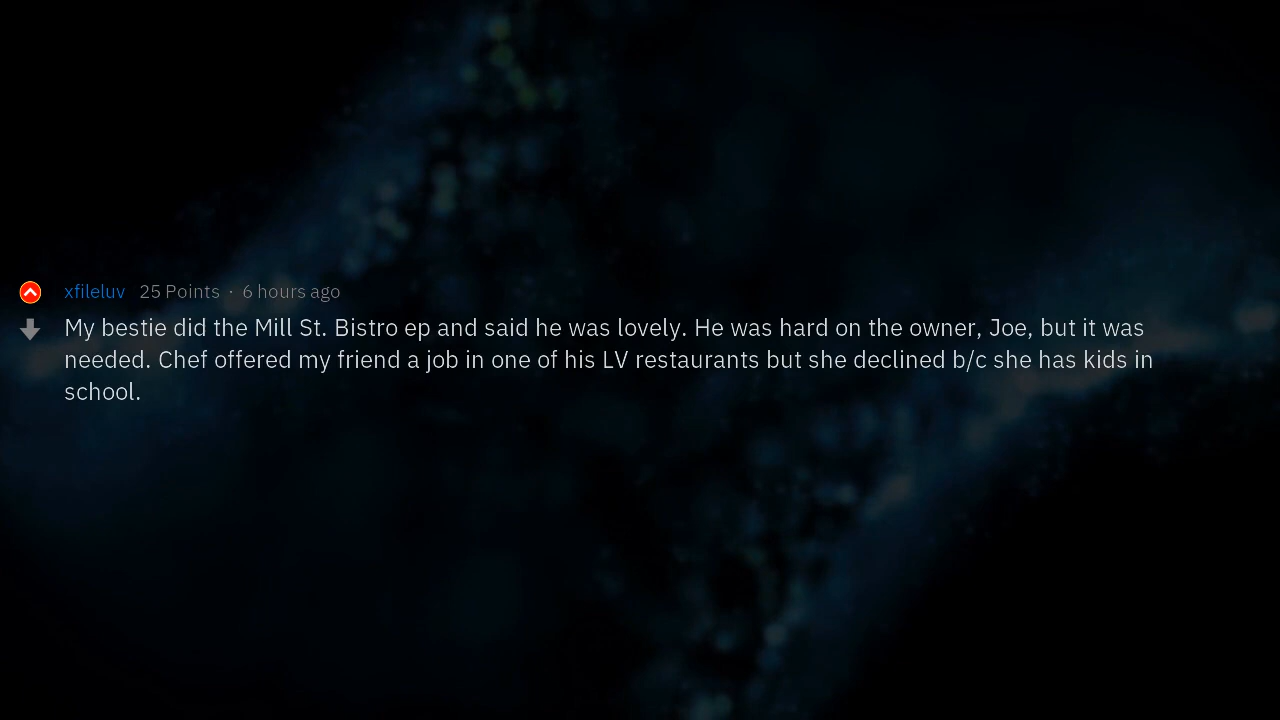 xfileluv 25 Points · 6 hours ago
My bestie did the Mill St. Bistro ep and said he was lovely. He was hard on the owner, Joe, but it was
needed. Chef offered my friend a job in one of his LV restaurants but she declined b/c she has kids in
school.